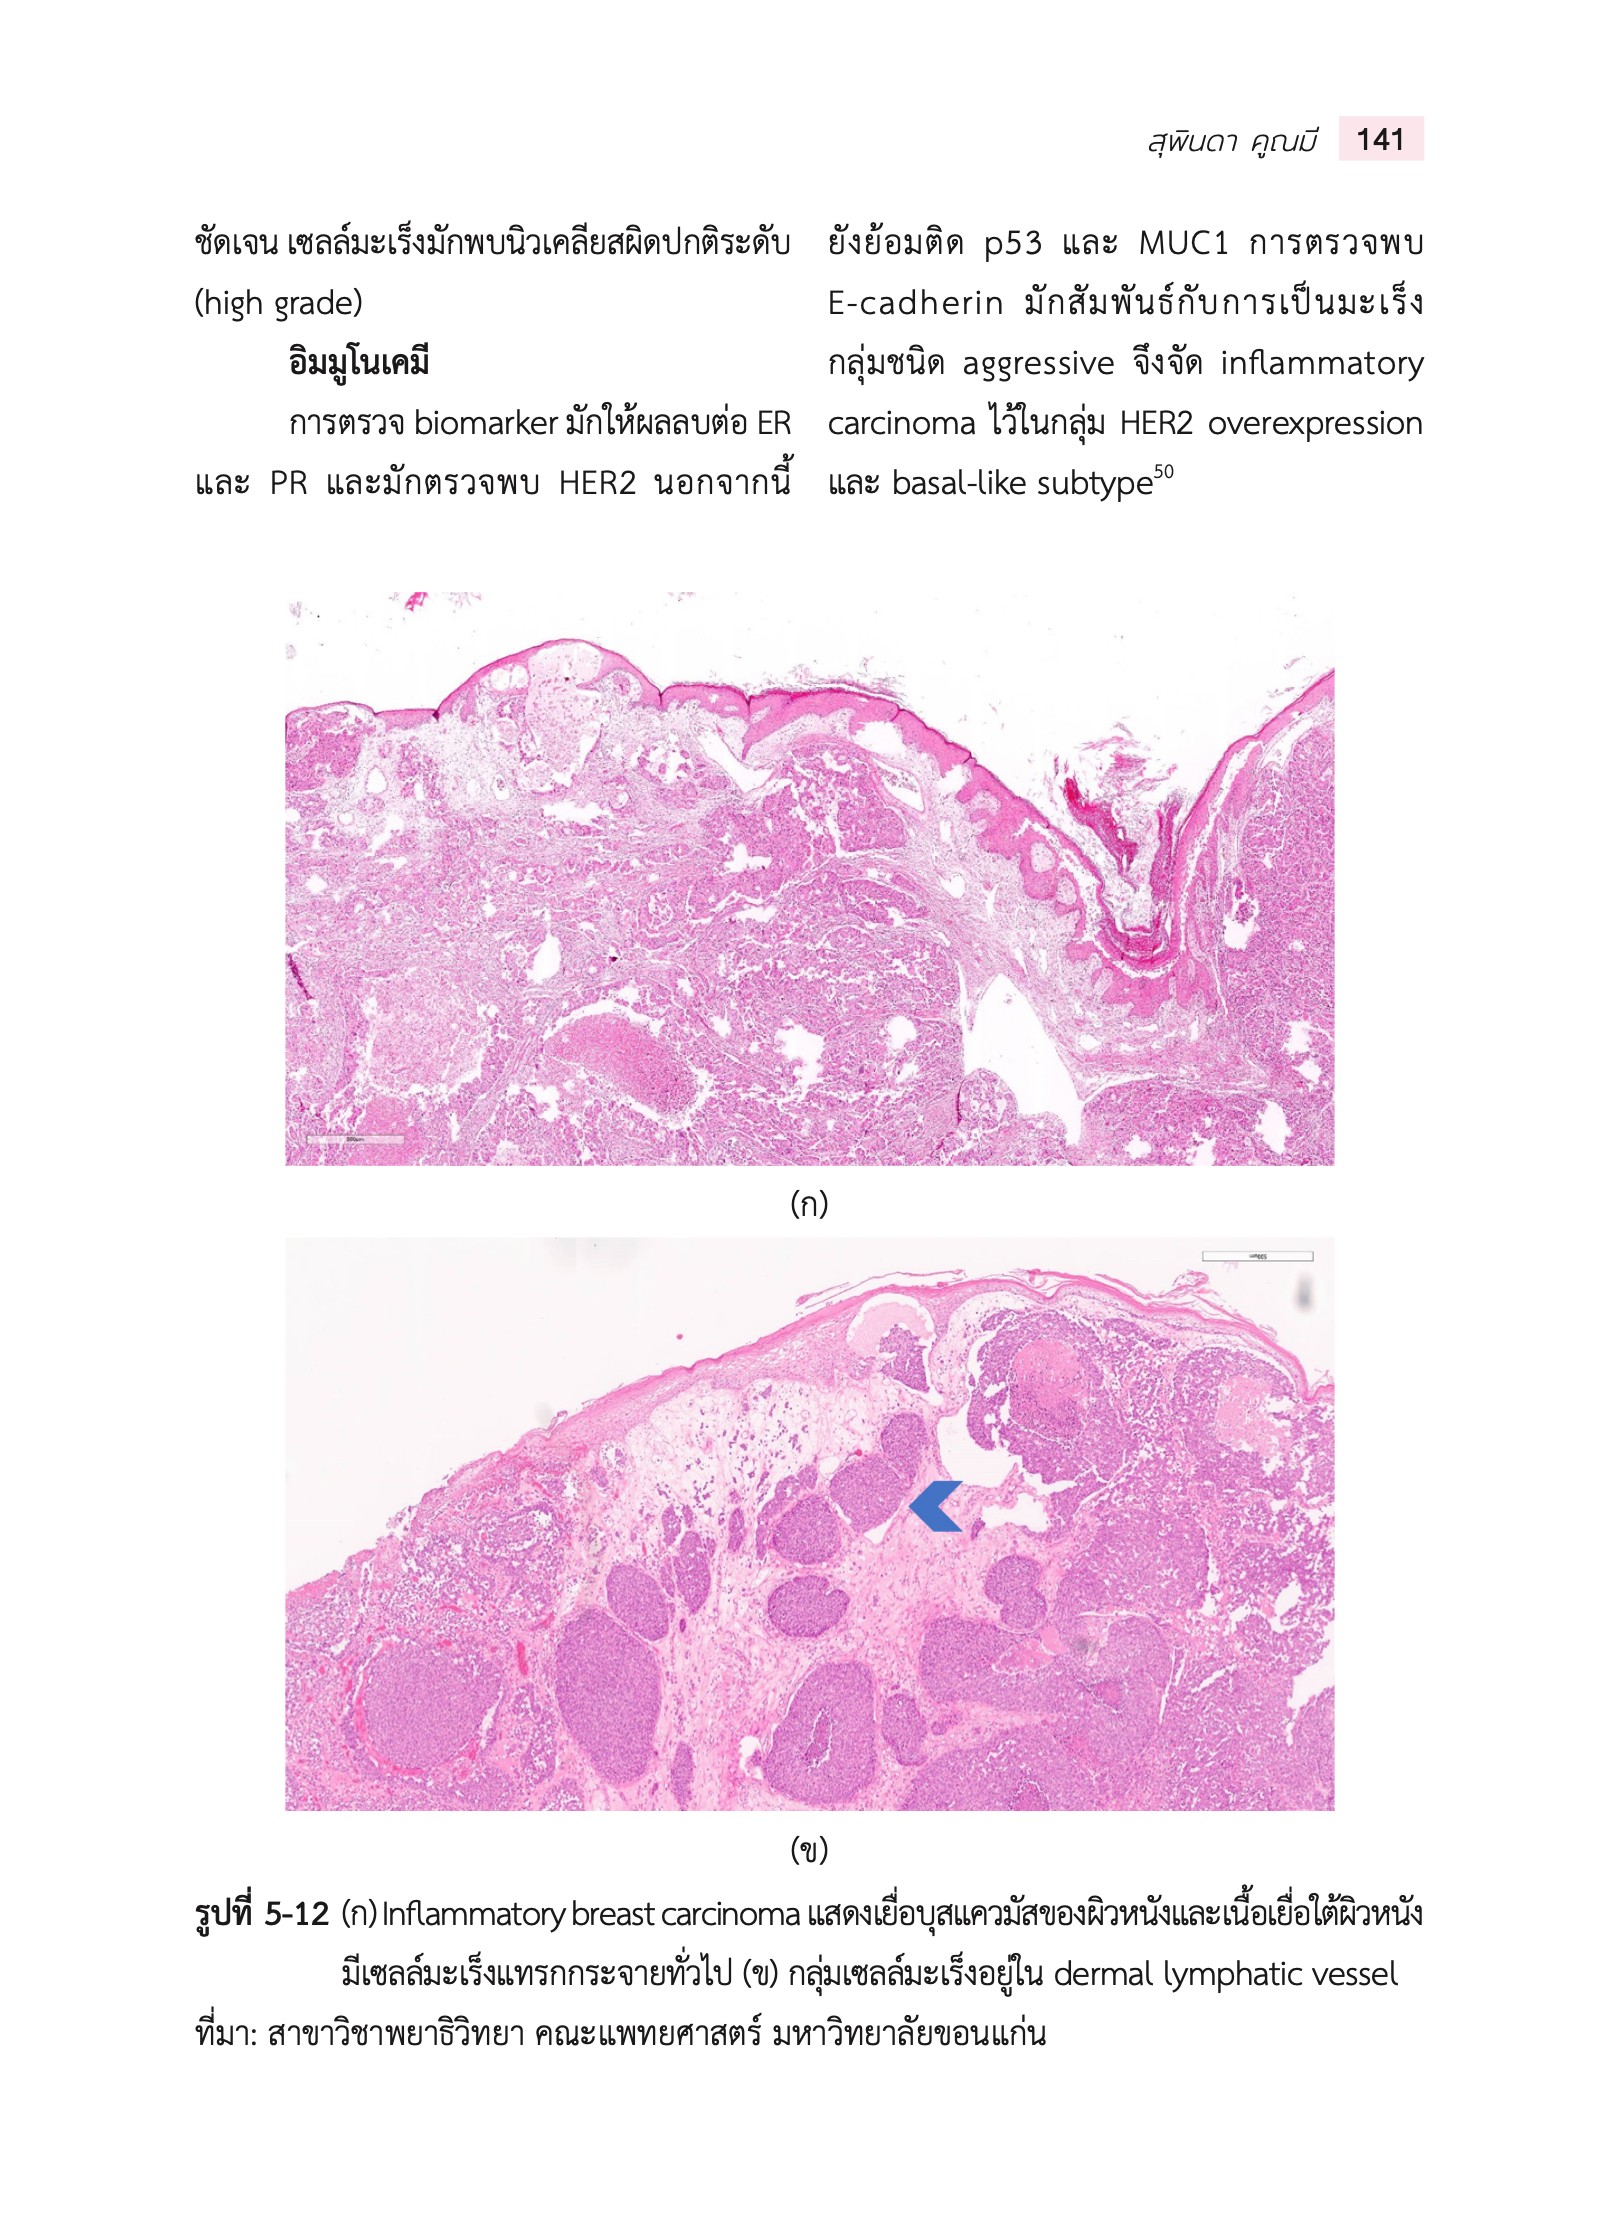 สุพินดา คูณมี 141
ชัดเจน เซลล์มะเร็งมักพบนิวเคลียสผิดปกติระดับ
(high grade)
อิมมูโนเคมี
การตรวจ biomarker มักให้ผลลบต่อ ER
และ PR และมักตรวจพบ HER2 นอกจากนี้
ยังย้อมติด p53 และ MUC1 การตรวจพบ
E-cadherin มักสัมพันธ์กับการเป็นมะเร็ง
กลุ่มชนิด aggressive จึงจัด inflammatory
carcinoma ไว้ในกลุ่ม HER2 overexpression
และ basal-like subtype50
(ก)
(ข)
รูปที่ 5-12 (ก) Inflammatory breast carcinoma แสดงเยื่อบุสแควมัสของผิวหนังและเนื้อเยื่อใต้ผิวหนัง
มีเซลล์มะเร็งแทรกกระจายทั่วไป (ข) กลุ่มเซลล์มะเร็งอยู่ใน dermal lymphatic vessel
ที่มา: สาขาวิชาพยาธิวิทยา คณะแพทยศาสตร์ มหาวิทยาลัยขอนแก่น